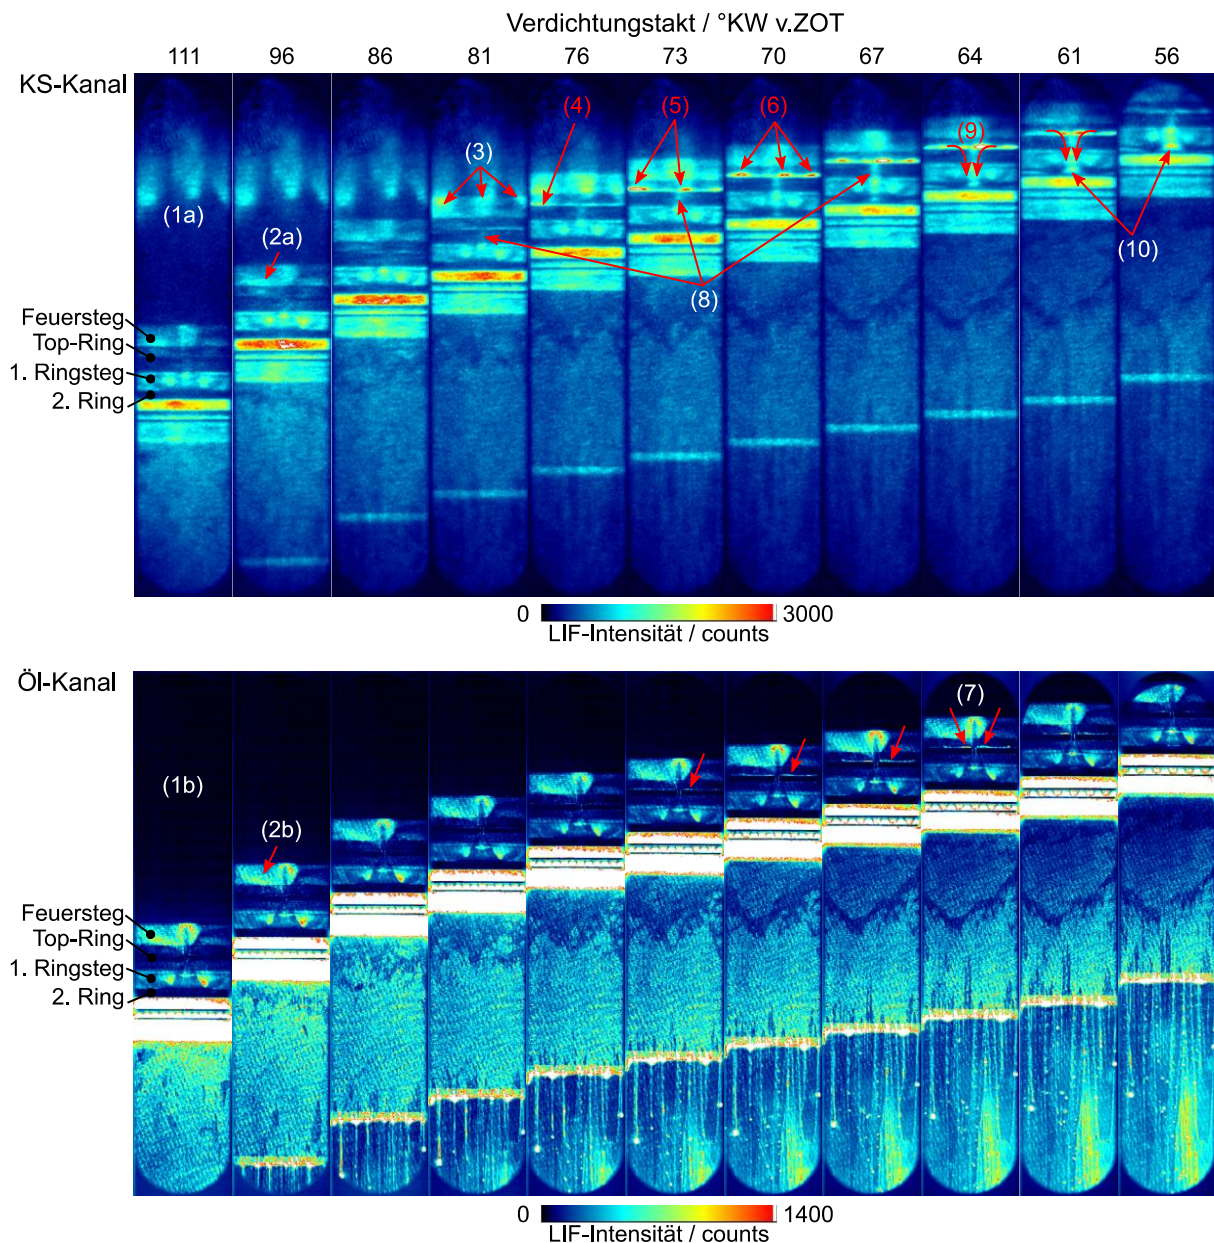 Verdichtungstakt / °KW v.ZOT
111 96 86 81 76 73 70 67 64 61 56
KS-Kanal
(4) (5) (6) (9)
(3)
(1a)
(2a)
(10)
(8)
Feuersteg
Top-Ring
1. Ringsteg
2. Ring
0 3000
LIF-Intensität / counts
Öl-Kanal
(7)
(1b)
(2b)
Feuersteg
Top-Ring
1. Ringsteg
2. Ring
0 1400
LIF-Intensität / counts